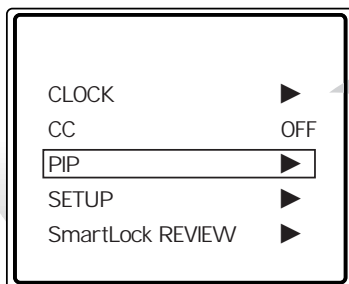 CLOCK ▶
CC OFF
PIP ▶
SETUP ▶
SmartLock REVIEW ▶